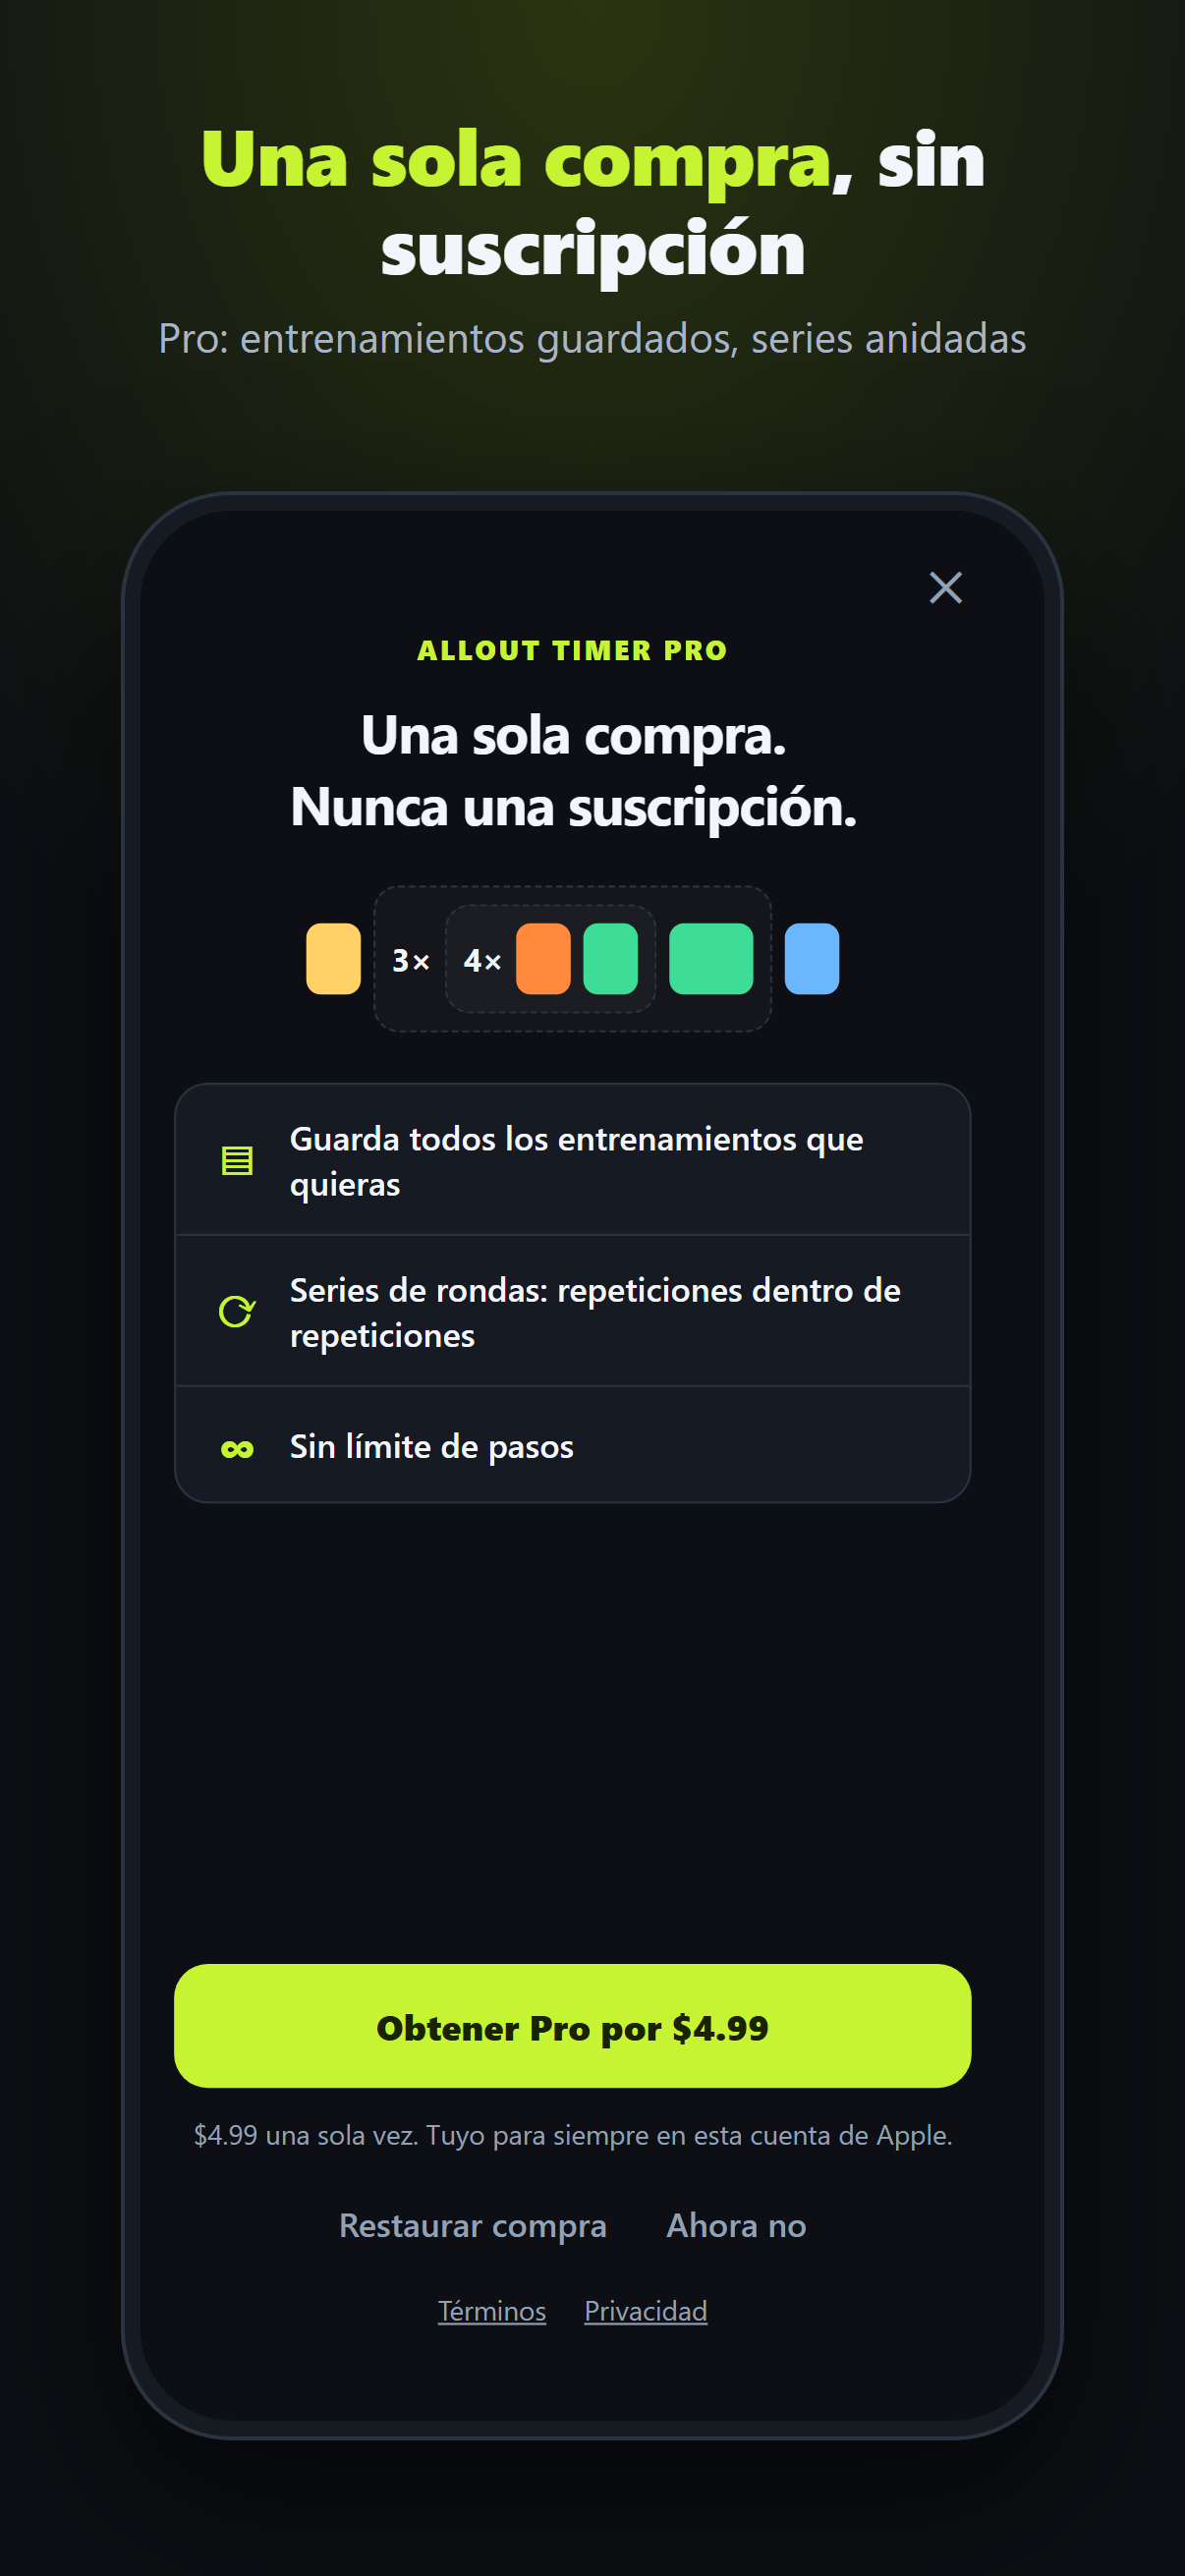 Una sola compra, sin
suscripción
Pro: entrenamientos guardados, series anidadas
ALLOUT TIMER PRO
Una sola compra.
Nunca una suscripción.
3× 4×
Guarda todos los entrenamientos que
quieras
Series de rondas: repeticiones dentro de
repeticiones
Sin límite de pasos
Obtener Pro por $4.99
$4.99 una sola vez. Tuyo para siempre en esta cuenta de Apple.
Restaurar compra Ahora no
Términos Privacidad